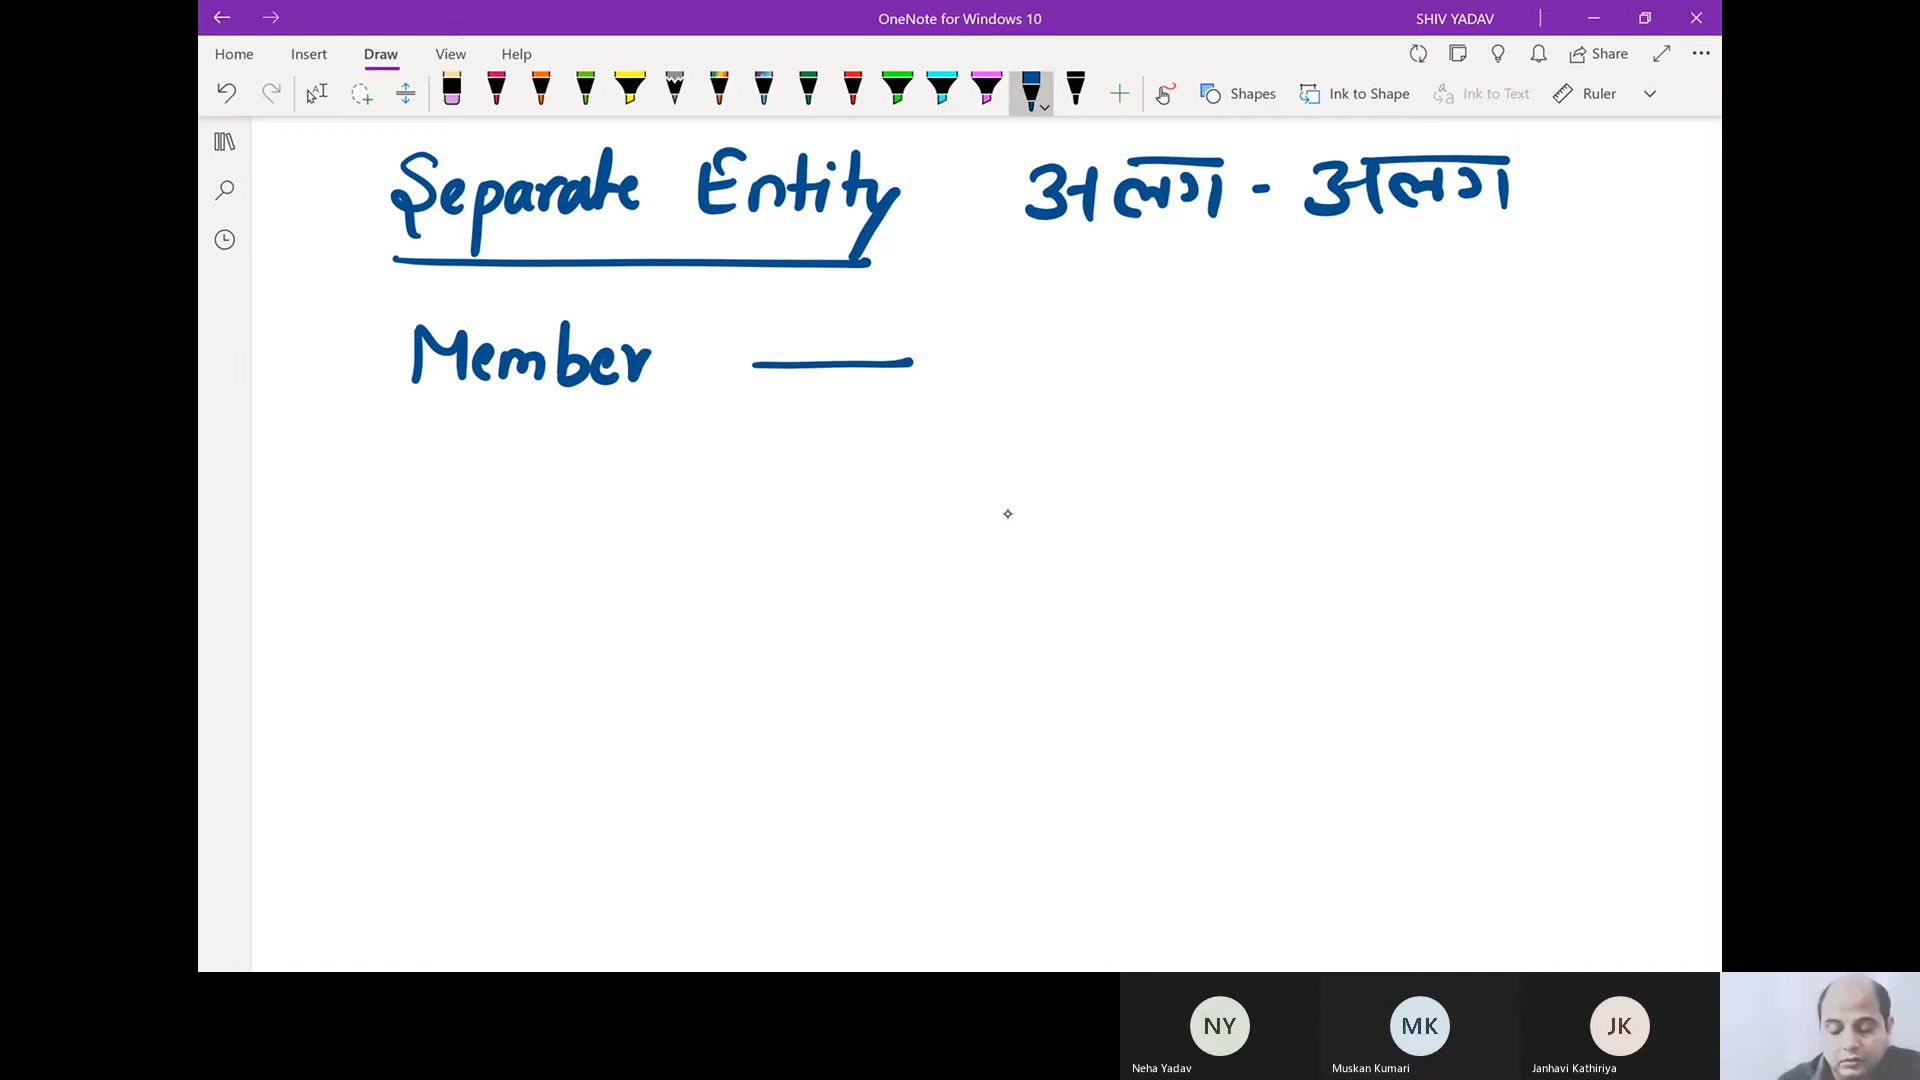 OneNote for Windows 10 SHIV YADAV
Home Insert Draw View Help Share
Shapes Ink to Shape Ink to Text Ruler
Separate Entity अलग - अलग
Member
NY MK JK
Neha Yadav Muskan Kumari Janhavi Kathiriya